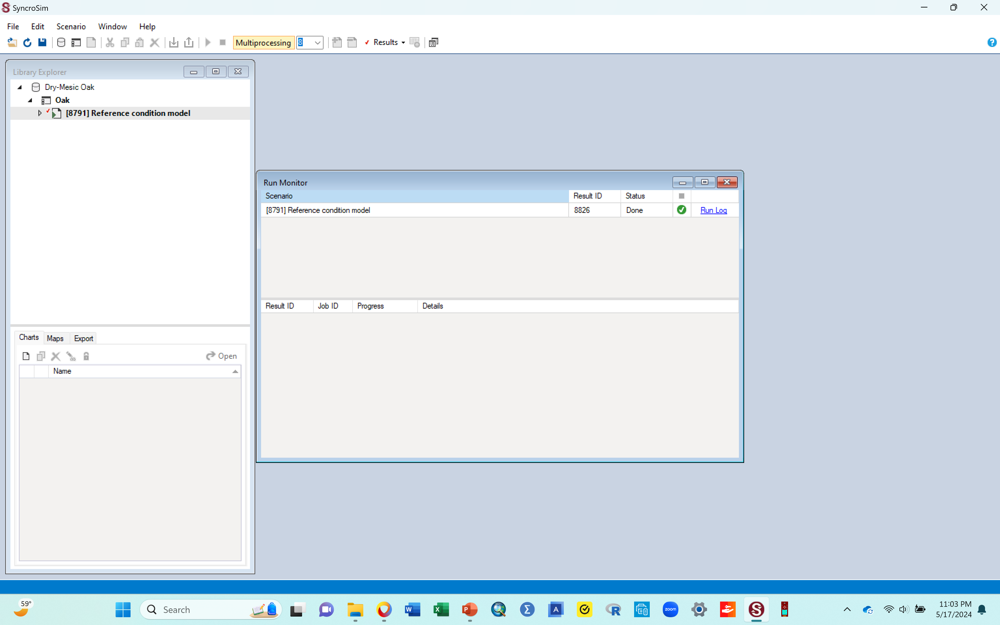 SyncroSim
File Edit Scenario Window Help
Multiprocessing 8 Results
Library Explorer
Dry-Mesic Oak
Oak
[8791] Reference condition model
Run Monitor
Scenario Result ID Status
[8791] Reference condition model 8826 Done Run Log
Result ID Job ID Progress Details
Charts Maps Export
Open
Name
59°
Search
zoom
11:03 PM
5/17/2024